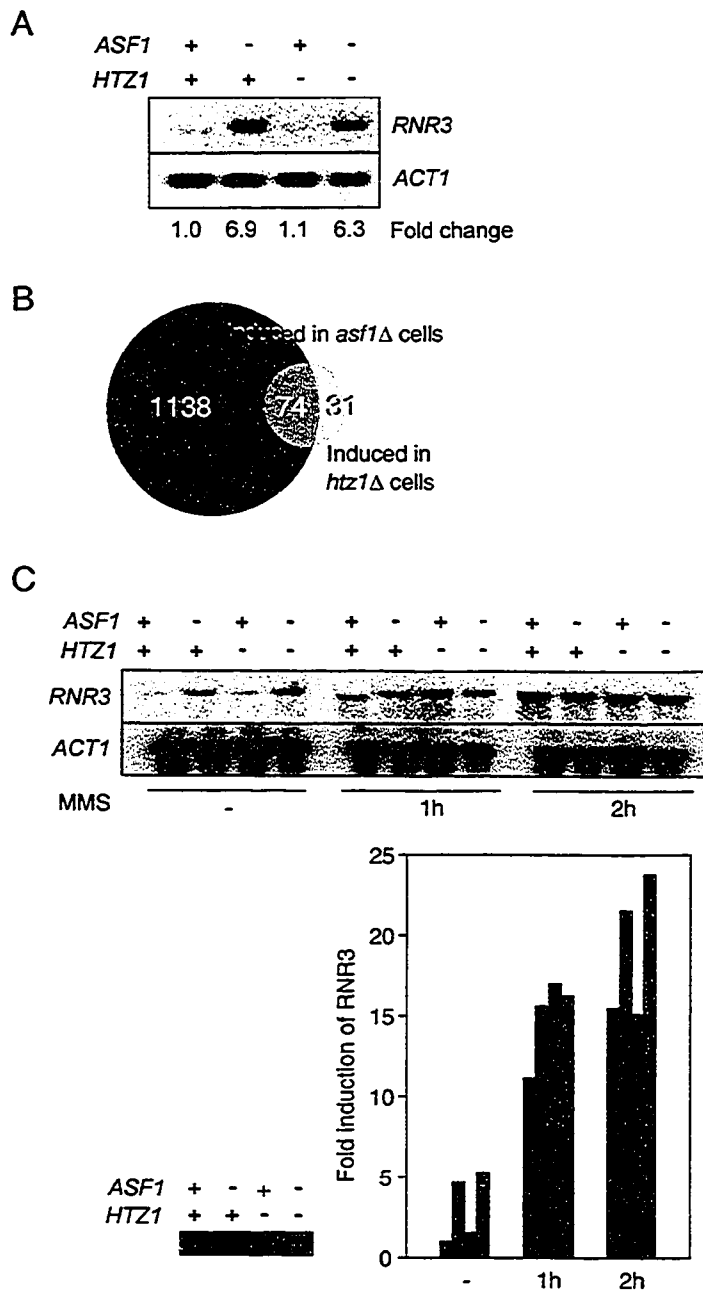 A
ASF1 + - + -
HTZ1 + + - -
RNR3
ACT1
1.0 6.9 1.1 6.3 Fold change
B
Induced in asf1Δ cells
1138 74 31
Induced in
htz1Δ cells
C
ASF1 + - + - + - + - + - + -
HTZ1 + + - - + + - - + + - -
RNR3
ACT1
MMS - 1h 2h
25
20
15
10
5
0
Fold induction of RNR3
- 1h 2h
ASF1 + - + -
HTZ1 + + - -